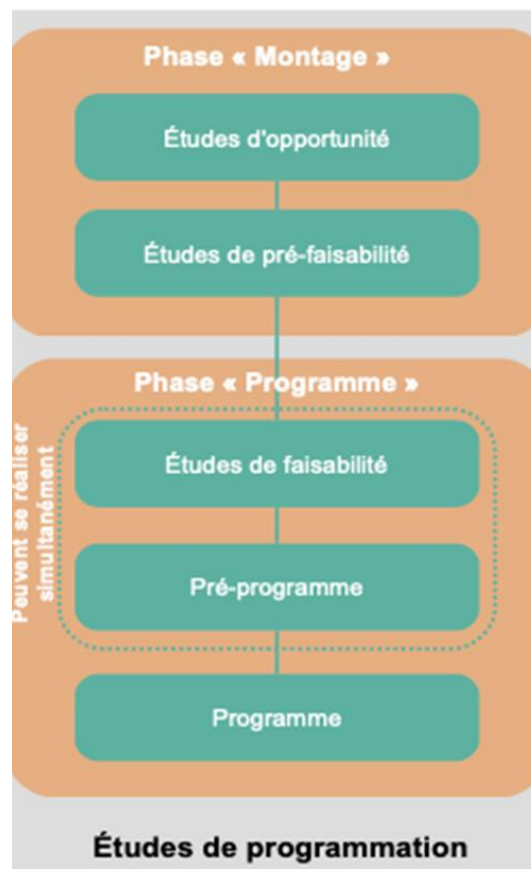 Phase « Montage »
Études d'opportunité
Études de pré-faisabilité
Phase « Programme »
Peuvent se réaliser
simultanément
Études de faisabilité
Pré-programme
Programme
Études de programmation